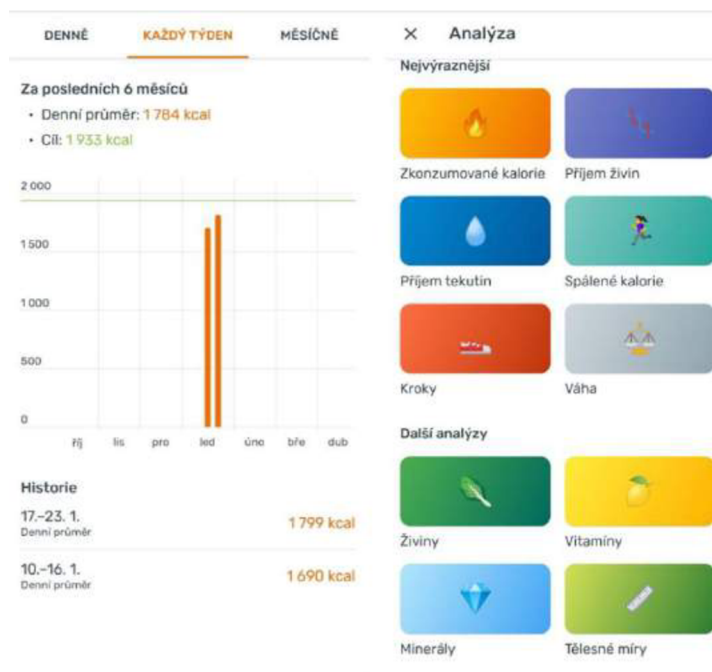 DENNĚ KAŽDÝ TÝDEN MĚSÍČNĚ
Za posledních 6 měsíců
• Denní průměr: 1 784 kcal
• Cíl: 1 933 kcal
2 000
1 500
1 000
500
0
říj lis pro led úno bře dub
Historie
17.–23. 1.
Denní průměr
1 799 kcal
10.–16. 1.
Denní průměr
1 690 kcal
Analýza
Nejvýraznější
Zkonzumované kalorie Příjem živin
Příjem tekutin Spálené kalorie
Kroky Váha
Další analýzy
Živiny Vitamíny
Minerály Tělesné míry